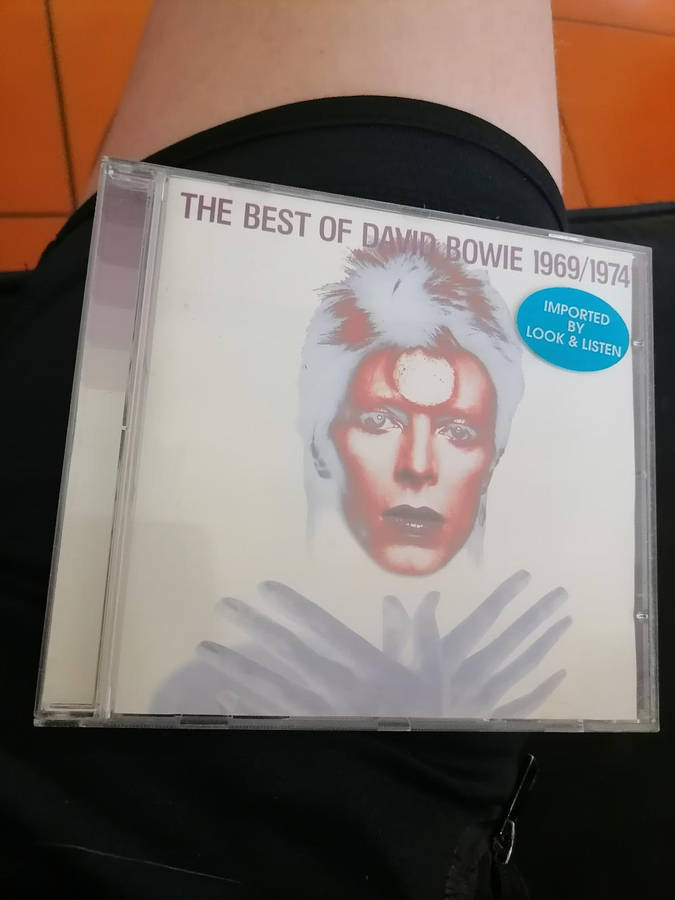 THE BEST OF DAVID BOWIE 1969/1974
IMPORTED
BY
LOOK & LISTEN